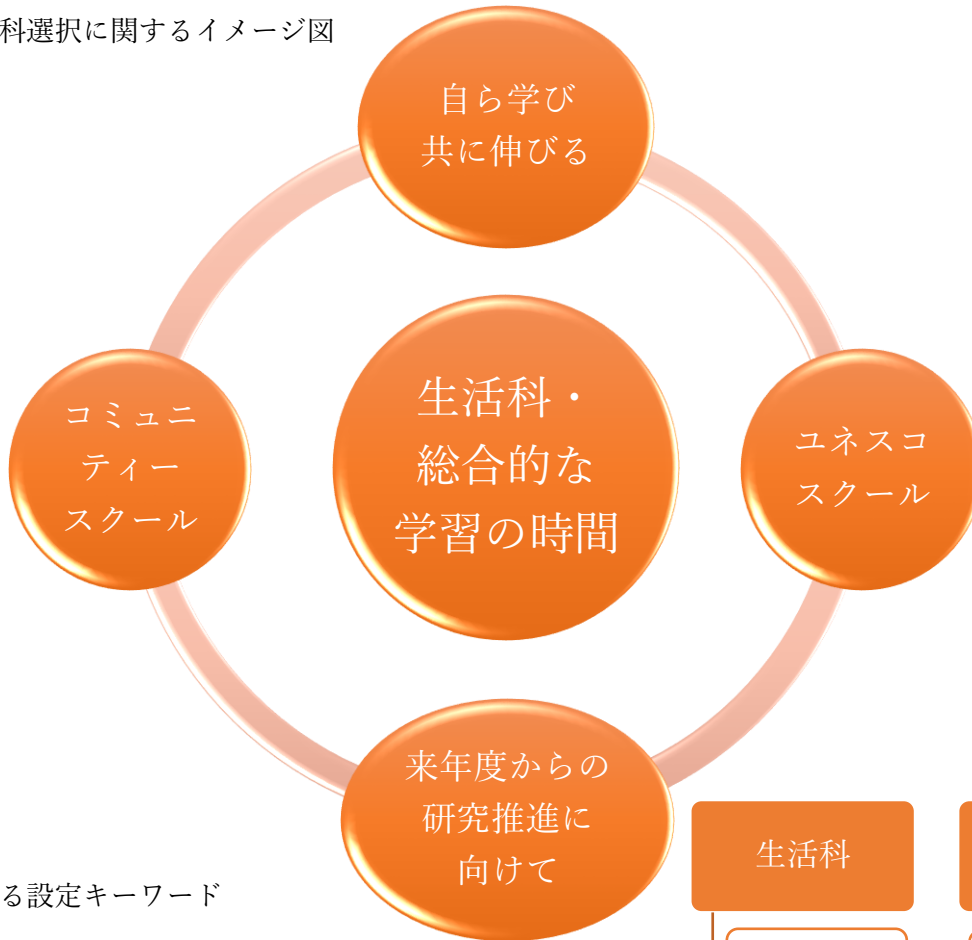 科選択に関するイメージ図
自ら学び
共に伸びる
コミュニ
ティー
スクール
生活科・
総合的な
学習の時間
ユネスコ
スクール
来年度からの
研究推進に
向けて
生活科
る設定キーワード